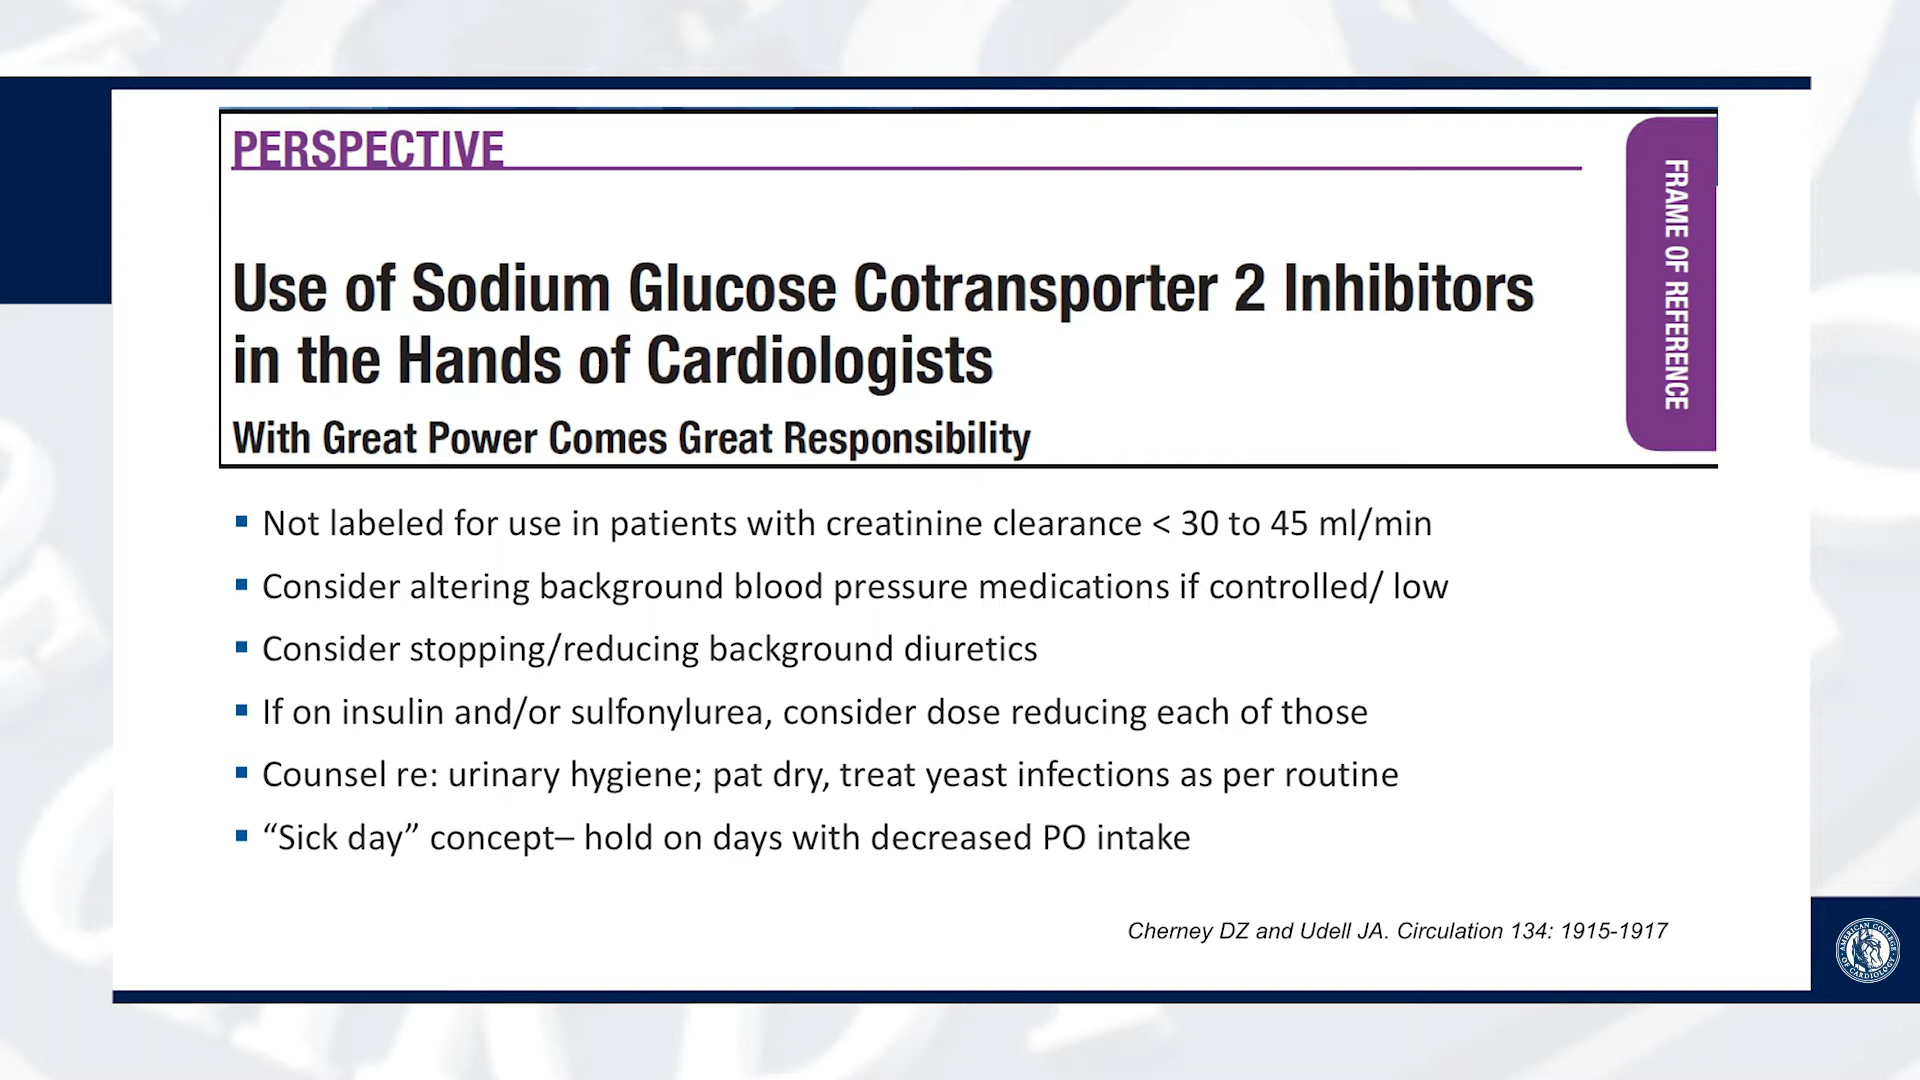 PERSPECTIVE
FRAME OF REFERENCE
Use of Sodium Glucose Cotransporter 2 Inhibitors
in the Hands of Cardiologists
With Great Power Comes Great Responsibility
Not labeled for use in patients with creatinine clearance < 30 to 45 ml/min
Consider altering background blood pressure medications if controlled/ low
Consider stopping/reducing background diuretics
If on insulin and/or sulfonylurea, consider dose reducing each of those
Counsel re: urinary hygiene; pat dry, treat yeast infections as per routine
“Sick day” concept– hold on days with decreased PO intake
Cherney DZ and Udell JA. Circulation 134: 1915-1917
AMERICAN COLLEGE
OF CARDIOLOGY